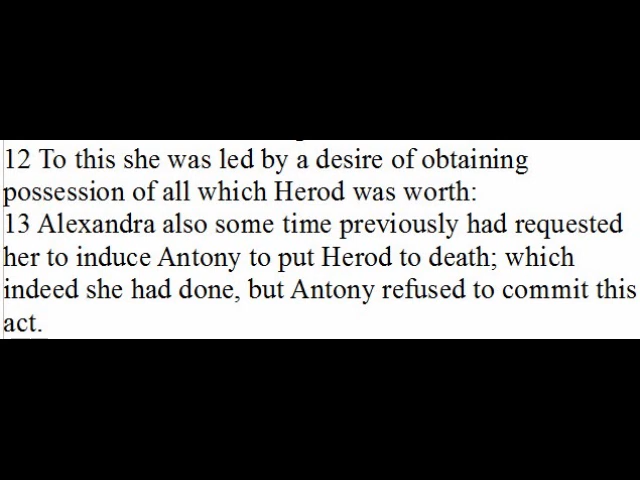 12 To this she was led by a desire of obtaining
possession of all which Herod was worth:
13 Alexandra also some time previously had requested
her to induce Antony to put Herod to death; which
indeed she had done, but Antony refused to commit this
act.